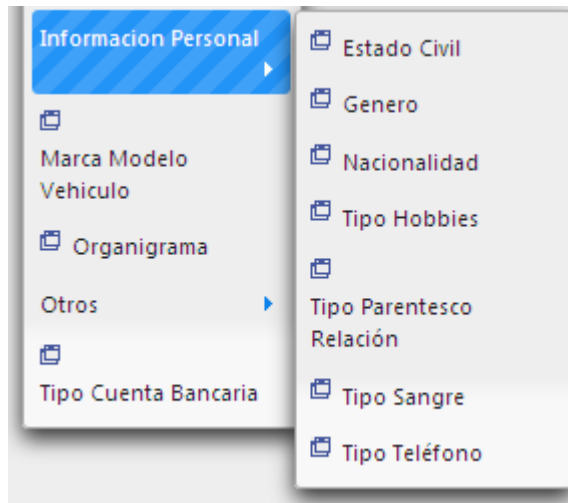 Informacion Personal
Marca Modelo
Vehiculo
Organigrama
Otros
Tipo Cuenta Bancaria
Estado Civil
Genero
Nacionalidad
Tipo Hobbies
Tipo Parentesco
Relación
Tipo Sangre
Tipo Teléfono